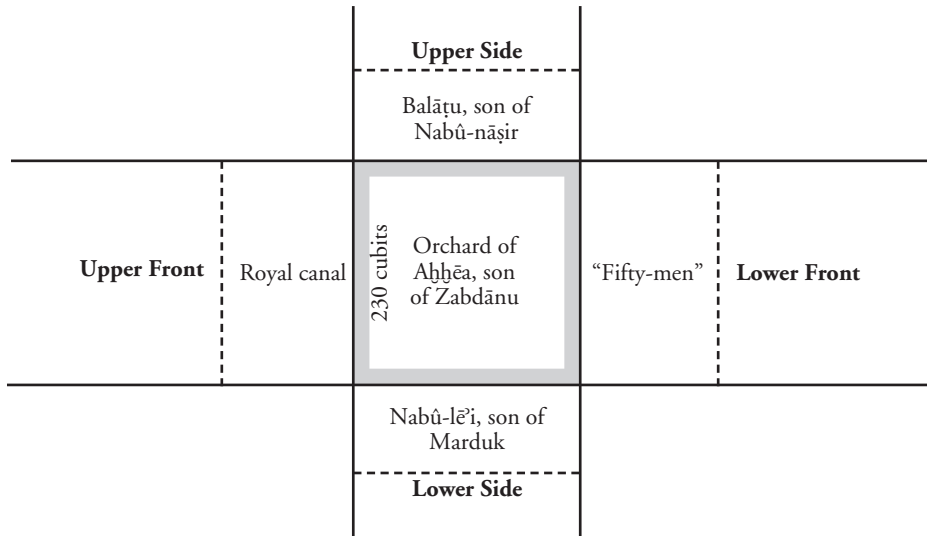 Upper Side
Balāṭu, son of
Nabû-nāṣir
Upper Front
Royal canal
230 cubits
Orchard of
Aḫḫēa, son
of Zabdānu
“Fifty-men”
Lower Front
Nabû-lēʾi, son of
Marduk
Lower Side